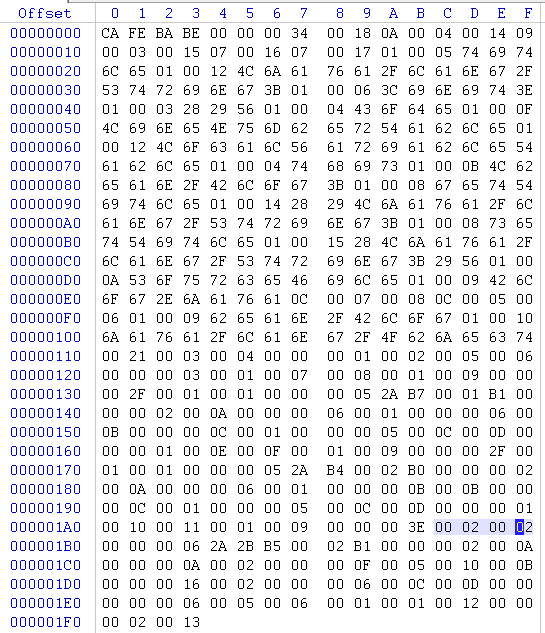 Offset 0 1 2 3 4 5 6 7 8 9 A B C D E F
00000000 CA FE BA BE 00 00 00 34 00 18 0A 00 04 00 14 09
00000010 00 03 00 15 07 00 16 07 00 17 01 00 05 74 69 74
00000020 6C 65 01 00 12 4C 6A 61 76 61 2F 6C 61 6E 67 2F
00000030 53 74 72 69 6E 67 3B 01 00 06 3C 69 6E 69 74 3E
00000040 01 00 03 28 29 56 01 00 04 43 6F 64 65 01 00 0F
00000050 4C 69 6E 65 4E 75 6D 62 65 72 54 61 62 6C 65 01
00000060 00 12 4C 6F 63 61 6C 56 61 72 69 61 62 6C 65 54
00000070 61 62 6C 65 01 00 04 74 68 69 73 01 00 0B 4C 62
00000080 65 61 6E 2F 42 6C 6F 67 3B 01 00 08 67 65 74 54
00000090 69 74 6C 65 01 00 14 28 29 4C 6A 61 76 61 2F 6C
000000A0 61 6E 67 2F 53 74 72 69 6E 67 3B 01 00 08 73 65
000000B0 74 54 69 74 6C 65 01 00 15 28 4C 6A 61 76 61 2F
000000C0 6C 61 6E 67 2F 53 74 72 69 6E 67 3B 29 56 01 00
000000D0 0A 53 6F 75 72 63 65 46 69 6C 65 01 00 09 42 6C
000000E0 6F 67 2E 6A 61 76 61 0C 00 07 00 08 0C 00 05 00
000000F0 06 01 00 09 62 65 61 6E 2F 42 6C 6F 67 01 00 10
00000100 6A 61 76 61 2F 6C 61 6E 67 2F 4F 62 6A 65 63 74
00000110 00 21 00 03 00 04 00 00 00 01 00 02 00 05 00 06
00000120 00 00 00 03 00 01 00 07 00 08 00 01 00 09 00 00
00000130 00 2F 00 01 00 01 00 00 00 05 2A B7 00 01 B1 00
00000140 00 00 02 00 0A 00 00 00 06 00 01 00 00 00 06 00
00000150 0B 00 00 00 0C 00 01 00 00 00 05 00 0C 00 0D 00
00000160 00 00 01 00 0E 00 0F 00 01 00 09 00 00 00 2F 00
00000170 01 00 01 00 00 00 05 2A B4 00 02 B0 00 00 00 02
00000180 00 0A 00 00 00 06 00 01 00 00 00 0B 00 0B 00 00
00000190 00 0C 00 01 00 00 00 05 00 0C 00 0D 00 00 00 01
000001A0 00 10 00 11 00 01 00 09 00 00 00 3E 00 02 00 02
000001B0 00 00 00 06 2A 2B B5 00 02 B1 00 00 00 02 00 0A
000001C0 00 00 00 0A 00 02 00 00 00 0F 00 05 00 10 00 0B
000001D0 00 00 00 16 00 02 00 00 00 06 00 0C 00 0D 00 00
000001E0 00 00 00 06 00 05 00 06 00 01 00 01 00 12 00 00
000001F0 00 02 00 13